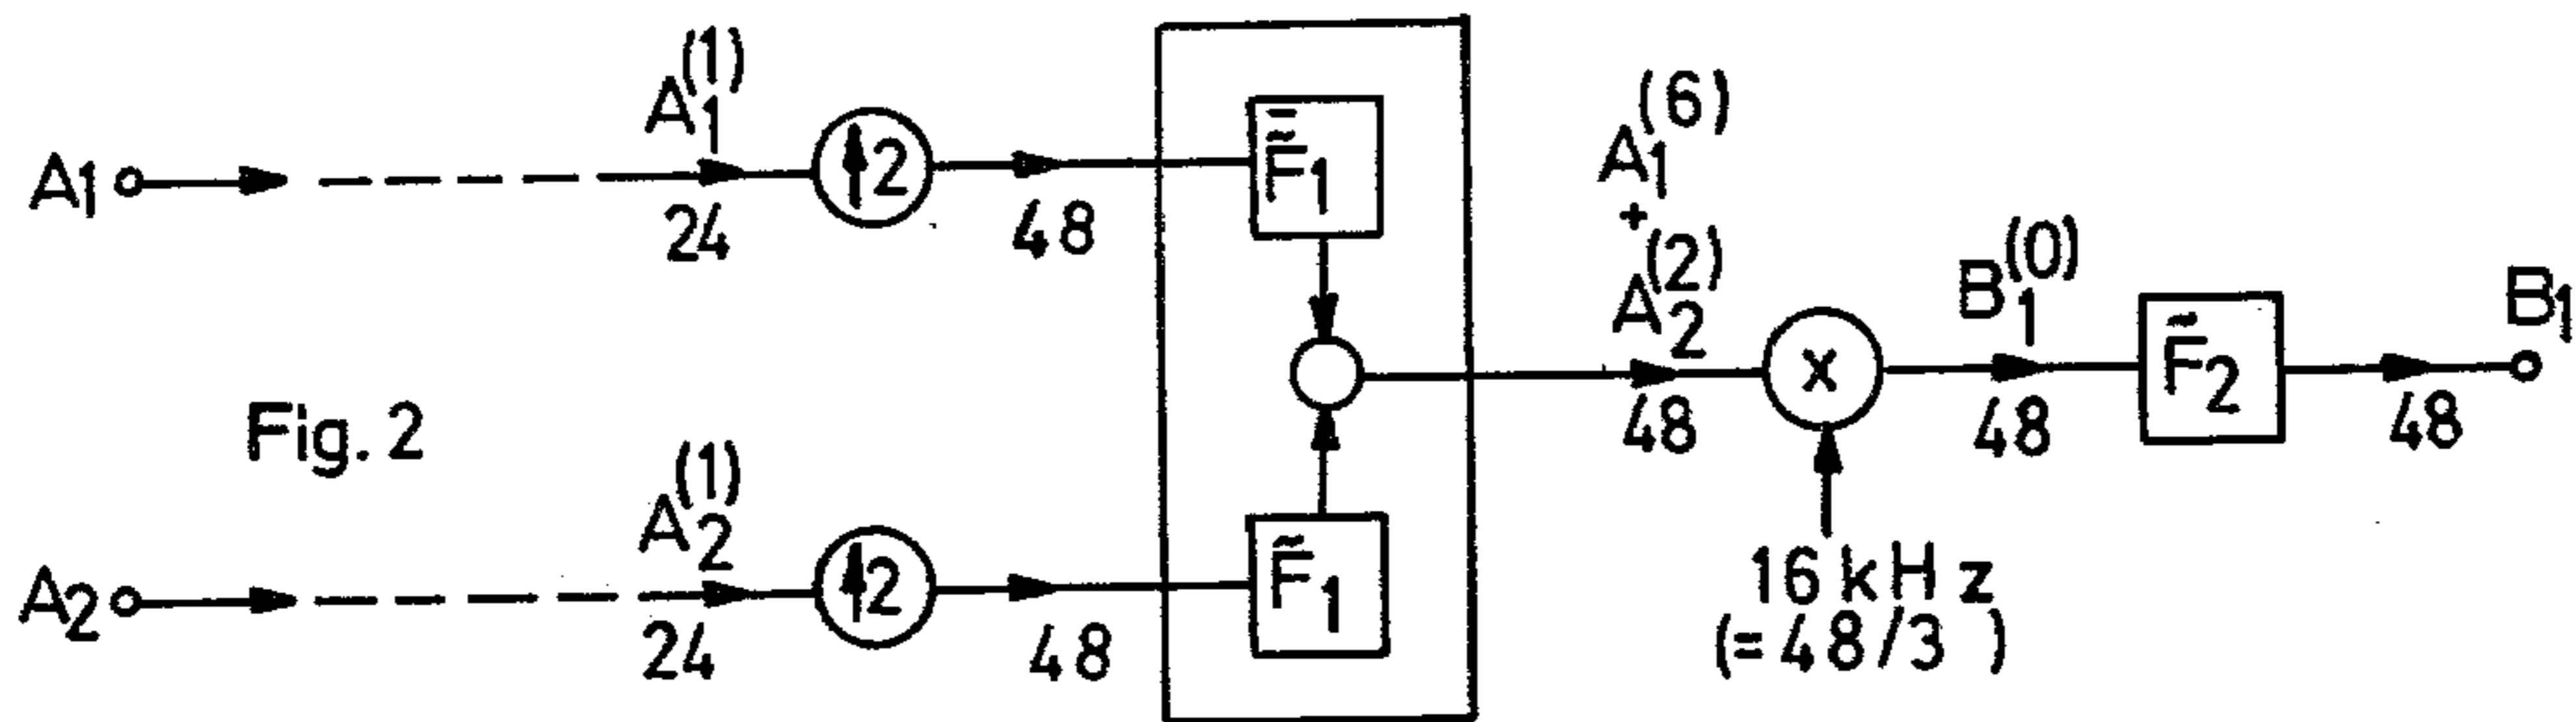 A1
A1(1)
24
↑2
48
F̃1
A1(6)
+
A2(2)
48
x
16 kHz
(=48/3 )
B1(0)
48
F̃2
48
B1
Fig. 2
A2
A2(1)
24
↑2
48
F̃1